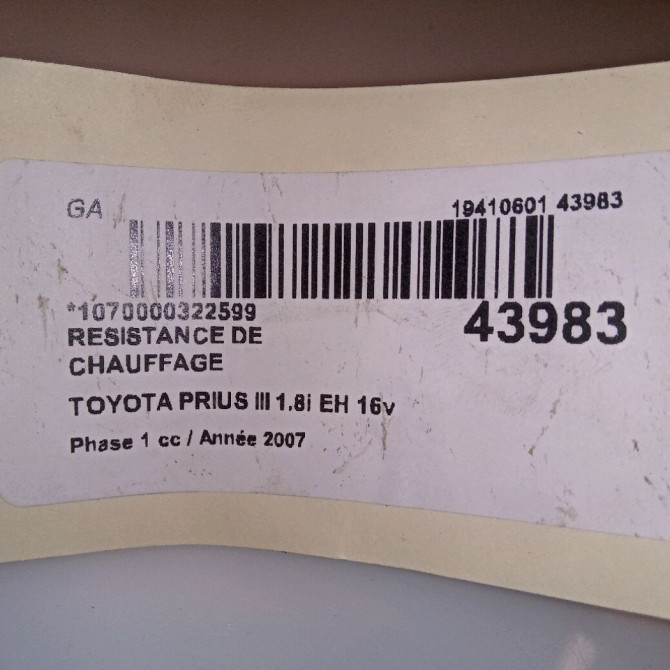 GA
19410601 43983
*1070000322599
43983
RESISTANCE DE
CHAUFFAGE
TOYOTA PRIUS III 1.8i EH 16v
Phase 1 cc / Année 2007